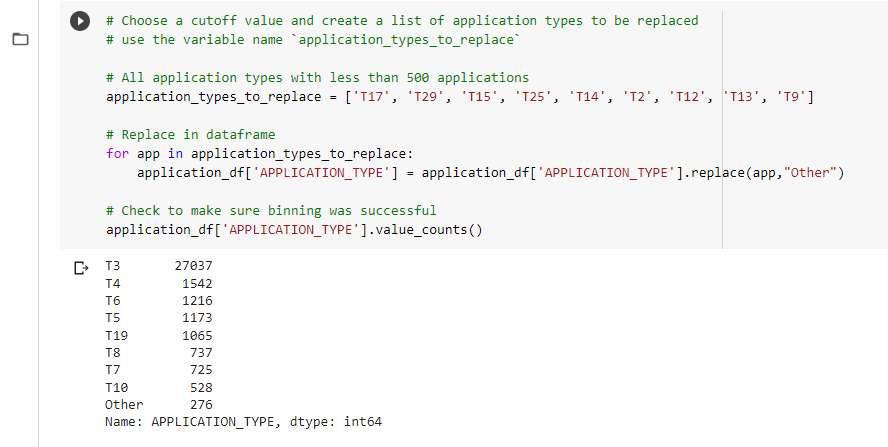 # Choose a cutoff value and create a list of application types to be replaced
# use the variable name `application_types_to_replace`
# All application types with less than 500 applications
application_types_to_replace = ['T17', 'T29', 'T15', 'T25', 'T14', 'T2', 'T12', 'T13', 'T9']
# Replace in dataframe
for app in application_types_to_replace:
    application_df['APPLICATION_TYPE'] = application_df['APPLICATION_TYPE'].replace(app,"Other")
# Check to make sure binning was successful
application_df['APPLICATION_TYPE'].value_counts()
T3       27037
T4        1542
T6        1216
T5        1173
T19       1065
T8         737
T7         725
T10        528
Other      276
Name: APPLICATION_TYPE, dtype: int64